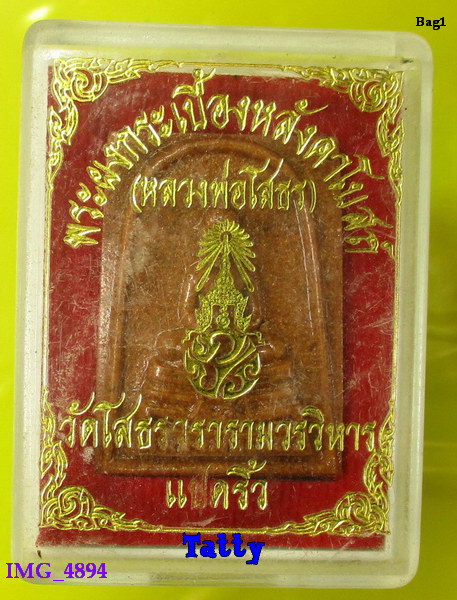 Bag1
พระผงกระเบื้องหลังคาโบสถ์
(หลวงพ่อโสธร)
วัดโสธรวรารามวรวิหาร
แปดริ้ว
Tatty
IMG_4894